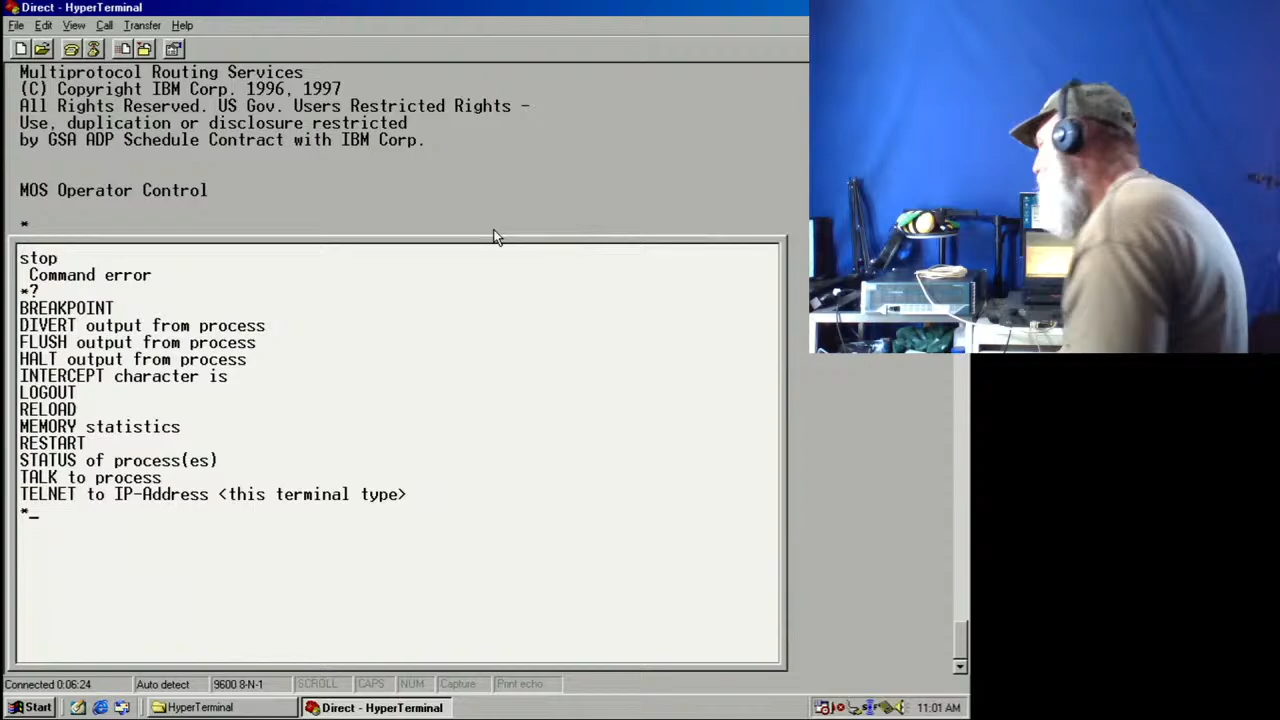 Direct - HyperTerminal
File Edit View Call Transfer Help
Multiprotocol Routing Services
(C) Copyright IBM Corp. 1996, 1997
All Rights Reserved. US Gov. Users Restricted Rights -
Use, duplication or disclosure restricted
by GSA ADP Schedule Contract with IBM Corp.
MOS Operator Control
*
stop
Command error
*?
BREAKPOINT
DIVERT output from process
FLUSH output from process
HALT output from process
INTERCEPT character is
LOGOUT
RELOAD
MEMORY statistics
RESTART
STATUS of process(es)
TALK to process
TELNET to IP-Address <this terminal type>
*_
Connected 0:06:24 Auto detect 9600 8-N-1 SCROLL CAPS NUM Capture Print echo
Start HyperTerminal Direct - HyperTerminal 11:01 AM